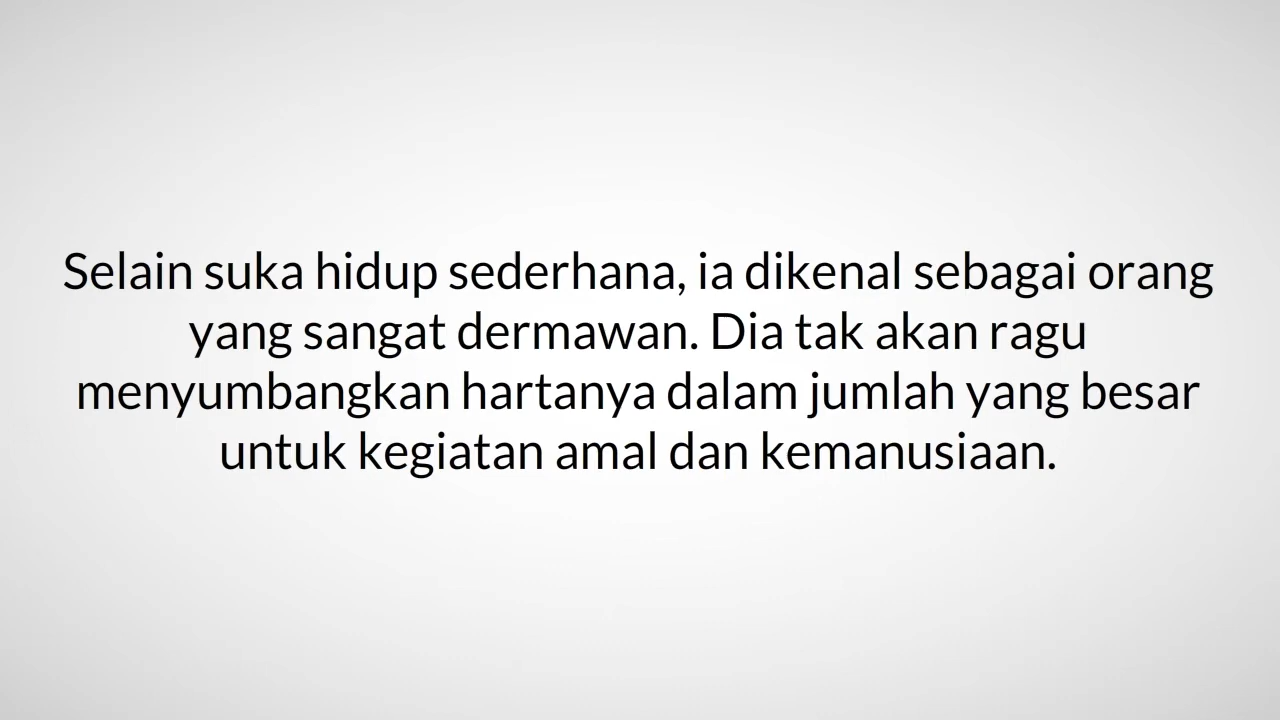 Selain suka hidup sederhana, ia dikenal sebagai orang
yang sangat dermawan. Dia tak akan ragu
menyumbangkan hartanya dalam jumlah yang besar
untuk kegiatan amal dan kemanusiaan.